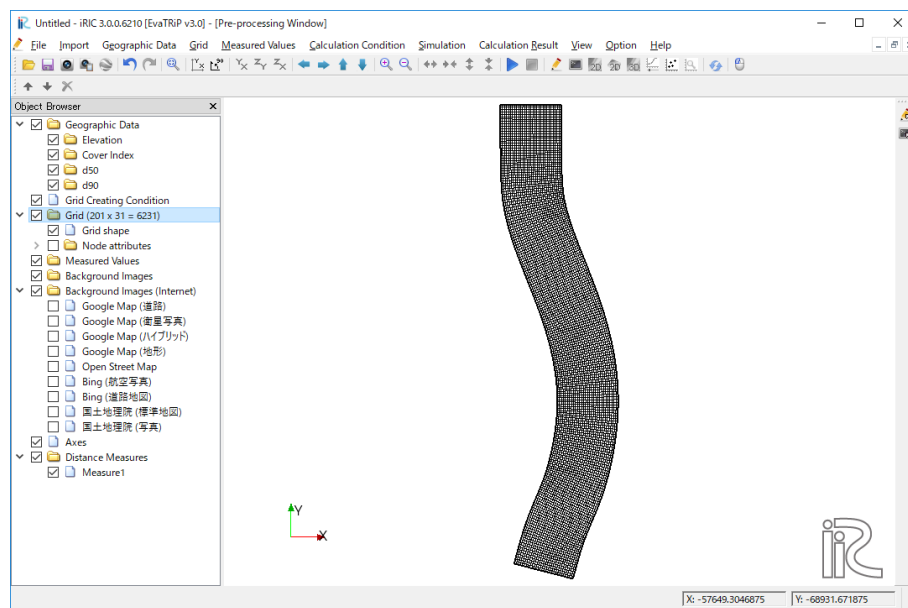 Untitled - iRIC 3.0.0.6210 [EvaTRiP v3.0] - [Pre-processing Window]
File Import Geographic Data Grid Measured Values Calculation Condition Simulation Calculation Result View Option Help
Object Browser
Geographic Data
Elevation
Cover Index
d50
d90
Grid Creating Condition
Grid (201 x 31 = 6231)
Grid shape
Node attributes
Measured Values
Background Images
Background Images (Internet)
Google Map (道路)
Google Map (衛星写真)
Google Map (ハイブリッド)
Google Map (地形)
Open Street Map
Bing (航空写真)
Bing (道路地図)
国土地理院 (標準地図)
国土地理院 (写真)
Axes
Distance Measures
Measure1
Y
X
iRIC
X: -57649.3046875 Y: -68931.671875